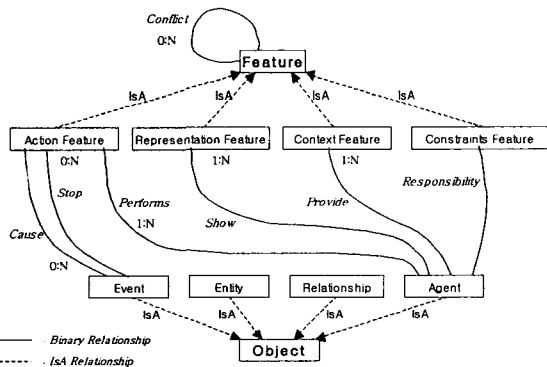 Conflict
0:N
Feature
IsA IsA IsA IsA
Action Feature Representation Feature Context Feature Constraints Feature
0:N 1:N 1:N
Stop Performs Responsibility
Cause 1:N Show Provide
0:N
Event Entity Relationship Agent
IsA IsA IsA IsA
Object
Binary Relationship
IsA Relationship